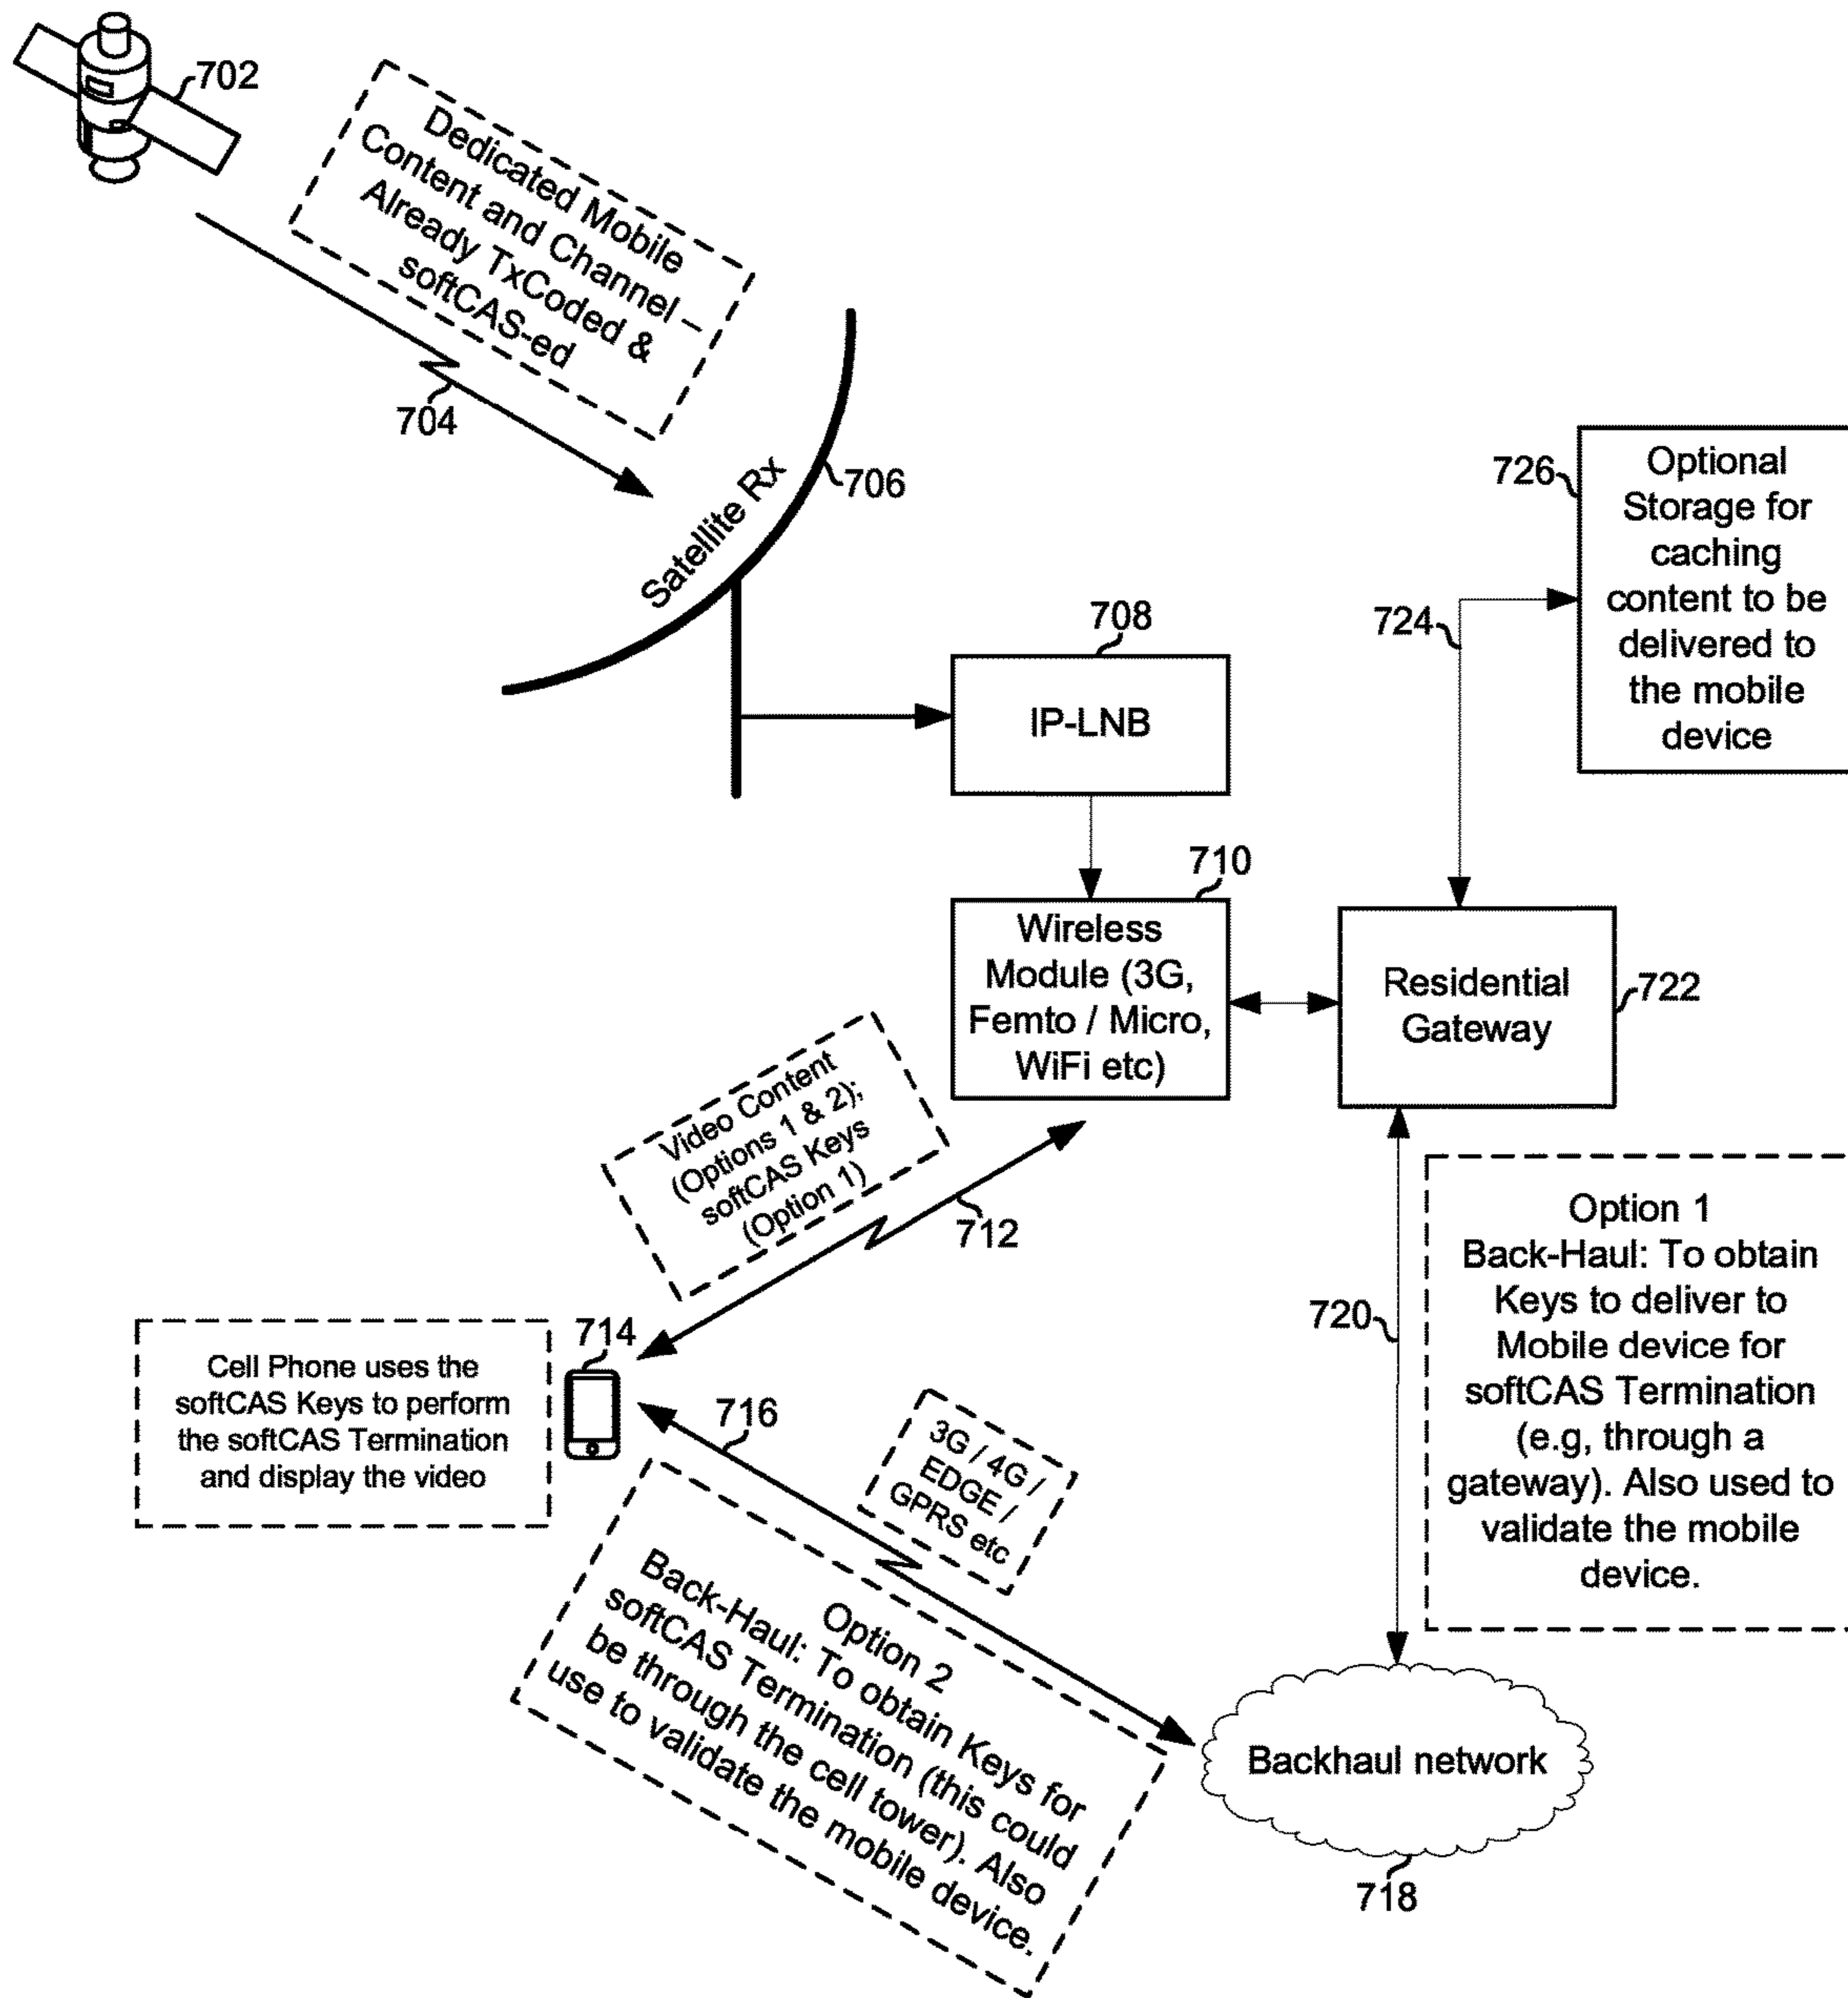 702
Dedicated Mobile
Content and Channel –
Already TxCoded &
softCAS-ed
704
Satellite Rx
706
708
IP-LNB
726
Optional
Storage for
caching
content to be
delivered to
the mobile
device
724
710
Wireless
Module (3G,
Femto / Micro,
WiFi etc)
Residential
Gateway
722
Video Content
(Options 1 & 2);
softCAS Keys
(Option 1)
712
720
Option 1
Back-Haul: To obtain
Keys to deliver to
Mobile device for
softCAS Termination
(e.g, through a
gateway). Also used to
validate the mobile
device.
Cell Phone uses the
softCAS Keys to perform
the softCAS Termination
and display the video
714
716
3G / 4G /
EDGE /
GPRS etc
Option 2
Back-Haul: To obtain Keys for
softCAS Termination (this could
be through the cell tower). Also
use to validate the mobile device.
Backhaul network
718